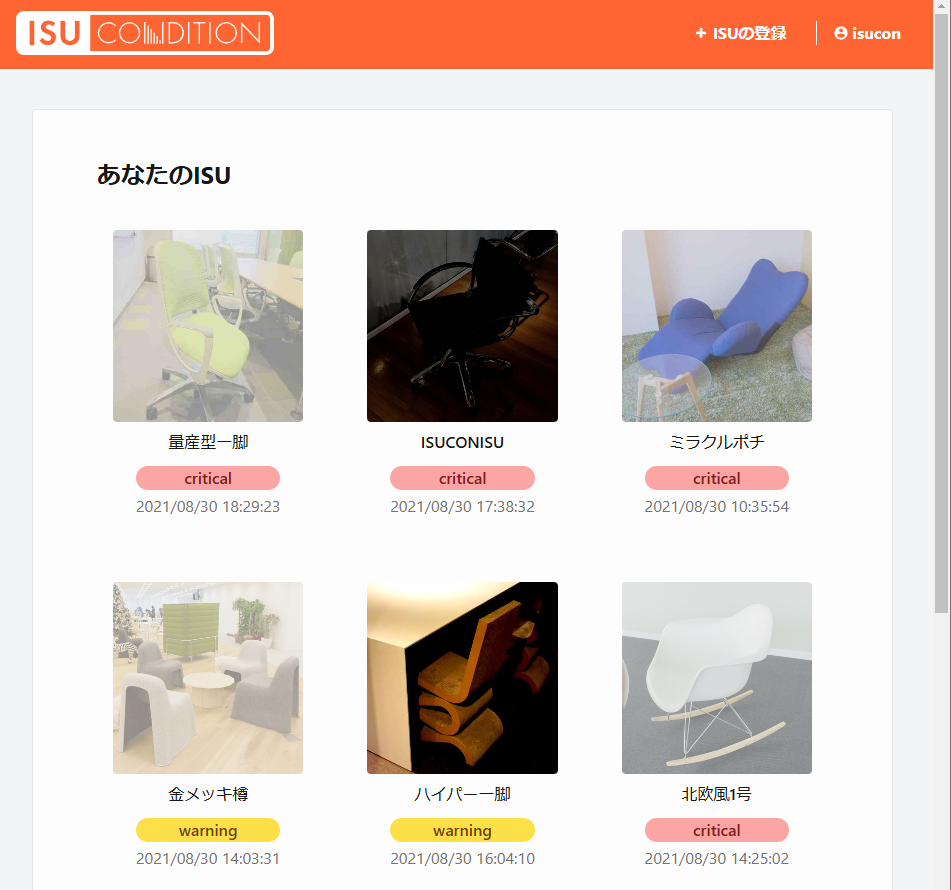 ISU CONDITION
+ ISUの登録
isucon
あなたのISU
量産型一脚
ISUCONISU
ミラクルポチ
critical
critical
critical
2021/08/30 18:29:23
2021/08/30 17:38:32
2021/08/30 10:35:54
金メッキ樽
ハイパー一脚
北欧風1号
warning
warning
critical
2021/08/30 14:03:31
2021/08/30 16:04:10
2021/08/30 14:25:02